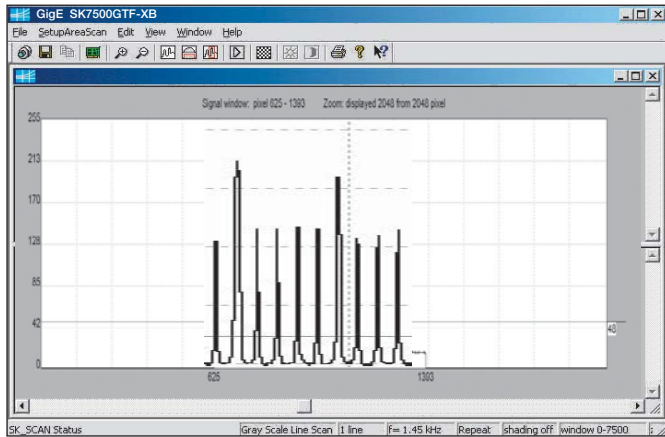 GigE SK7500GTF-XB
File SetupAreaScan Edit View Window Help
Signal window: pixel 625 - 1393 Zoom: displayed 2048 from 2048 pixel
255
213
170
128
85
42
48
0
625 1393
SK_SCAN Status Gray Scale Line Scan 1 line f= 1.45 kHz Repeat shading off window 0-7500